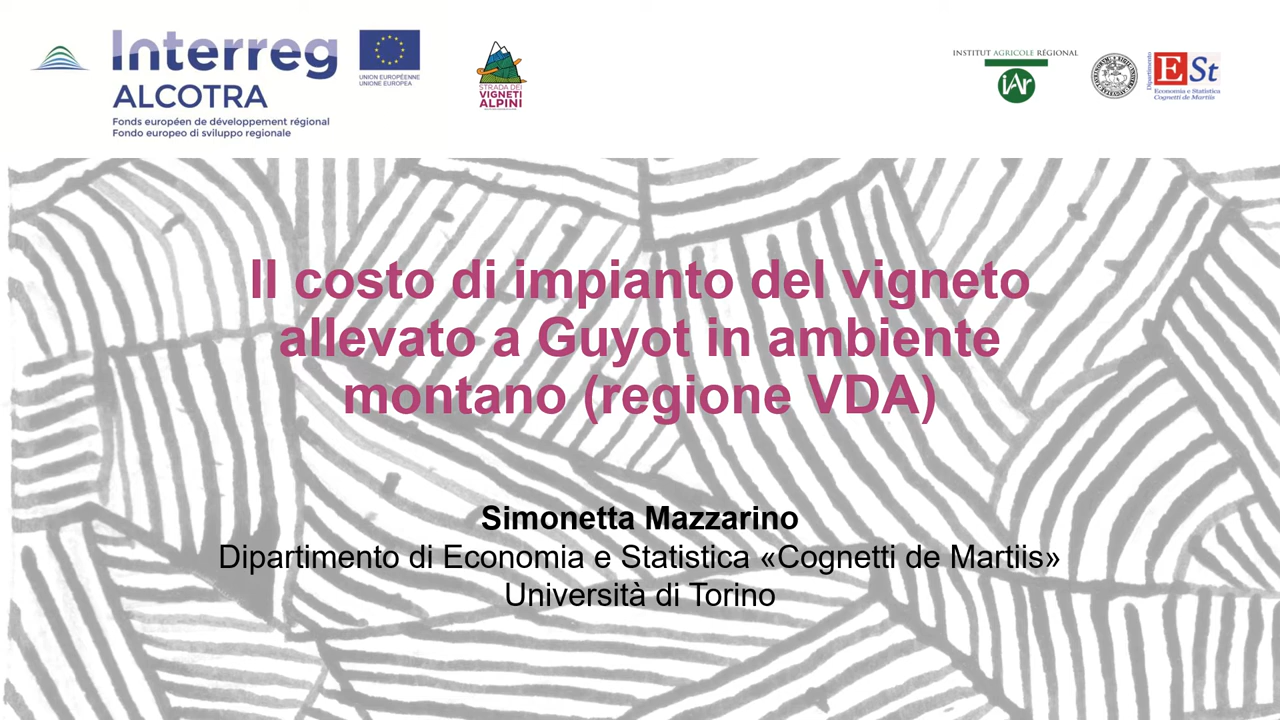 Interreg
ALCOTRA
Fonds européen de développement régional
Fondo europeo di sviluppo regionale
UNION EUROPÉENNE
UNIONE EUROPEA
STRADA DEI
VIGNETI
ALPINI
INSTITUT AGRICOLE RÉGIONAL
iAr
Dipartimento
ESt
Economia e Statistica
Cognetti de Martiis
Il costo di impianto del vigneto
allevato a Guyot in ambiente
montano (regione VDA)
Simonetta Mazzarino
Dipartimento di Economia e Statistica «Cognetti de Martiis»
Università di Torino